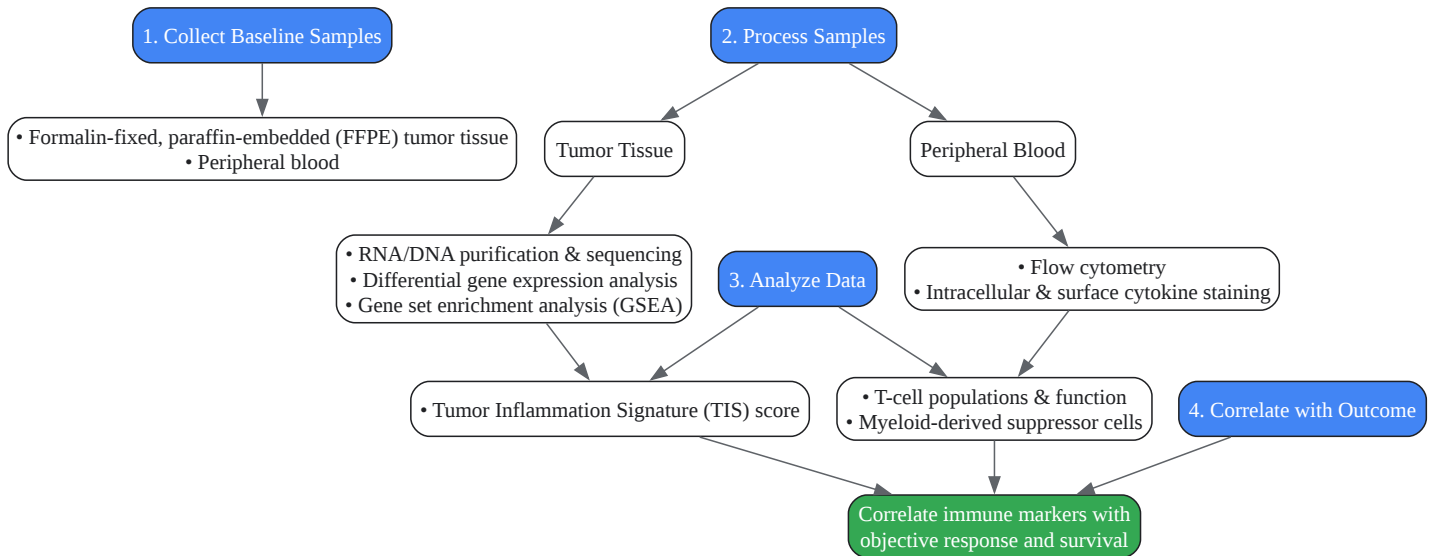 1. Collect Baseline Samples
2. Process Samples
• Formalin-fixed, paraffin-embedded (FFPE) tumor tissue
• Peripheral blood
Tumor Tissue
Peripheral Blood
• RNA/DNA purification & sequencing
• Differential gene expression analysis
• Gene set enrichment analysis (GSEA)
3. Analyze Data
• Flow cytometry
• Intracellular & surface cytokine staining
• Tumor Inflammation Signature (TIS) score
• T-cell populations & function
• Myeloid-derived suppressor cells
4. Correlate with Outcome
Correlate immune markers with
objective response and survival